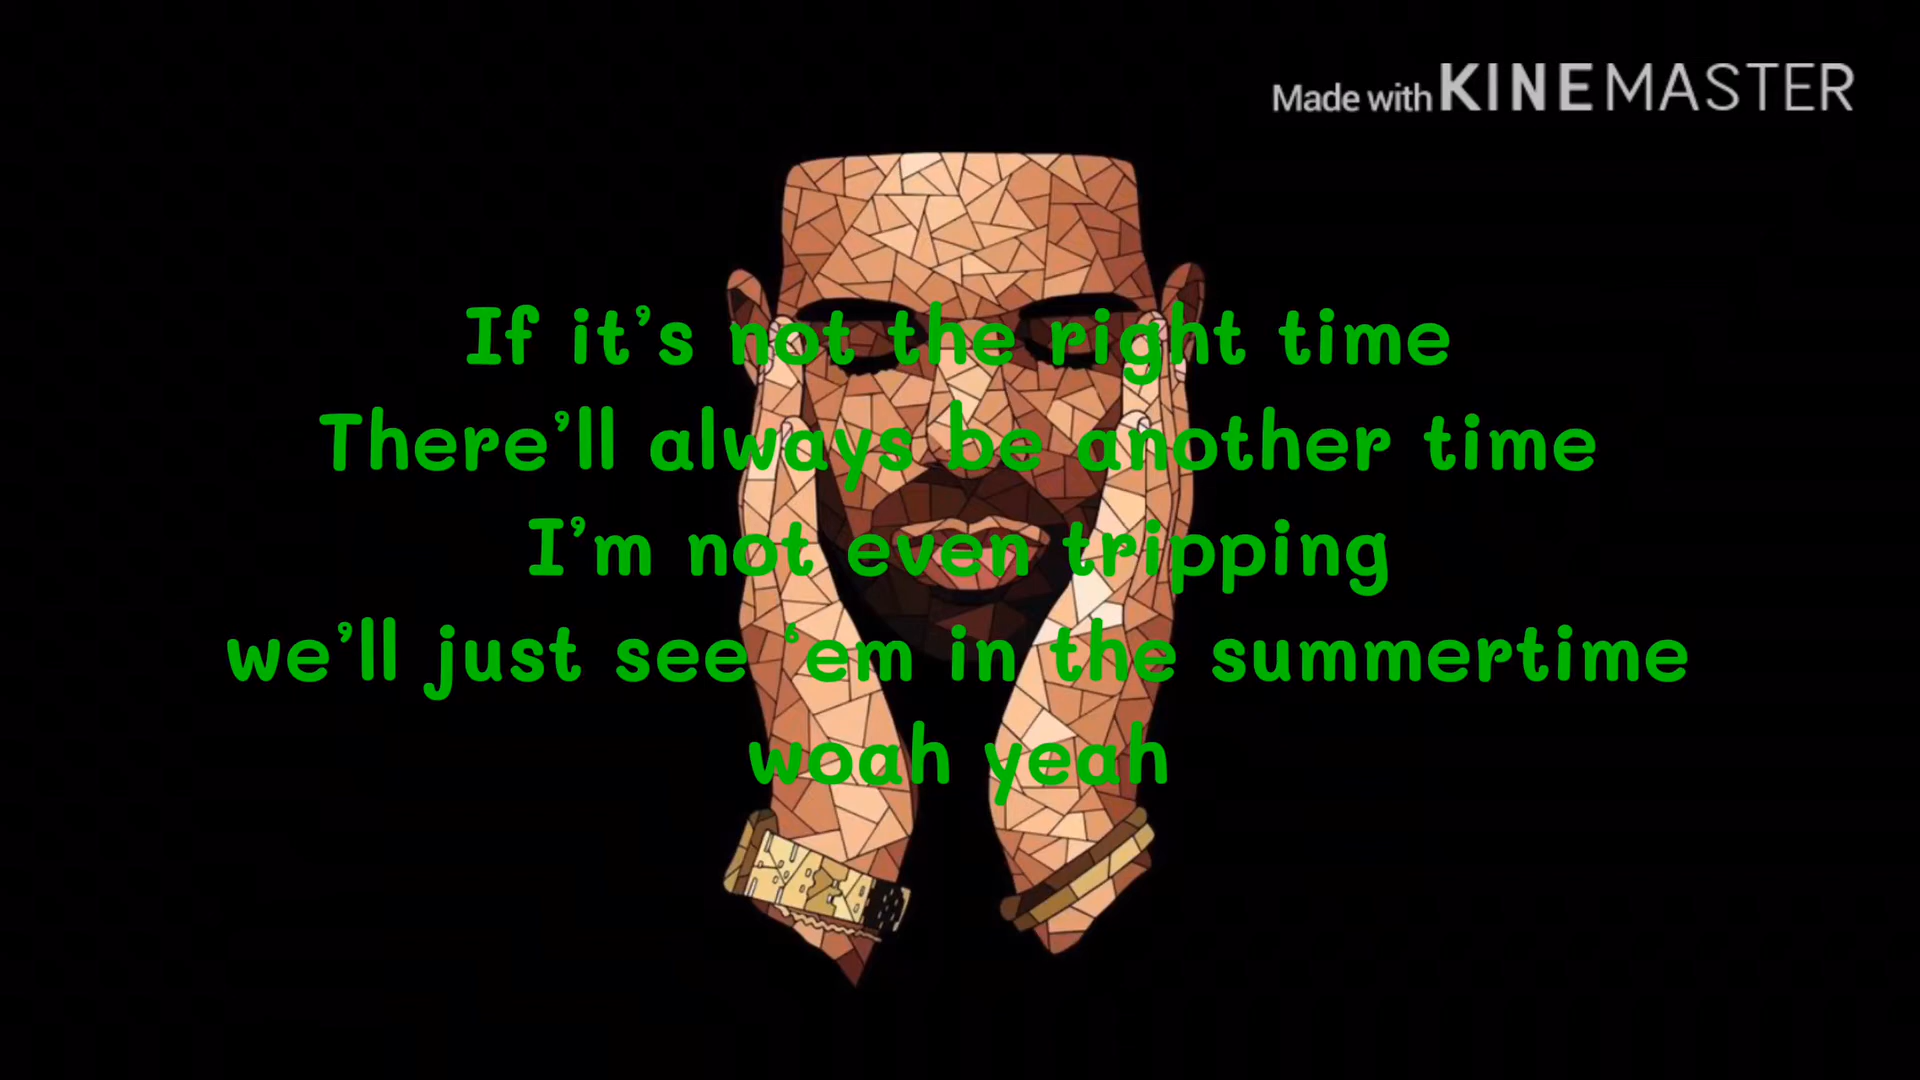 Made with KINEMASTER
If it’s not the right time
There’ll always be another time
I’m not even tripping
we’ll just see ‘em in the summertime
woah yeah